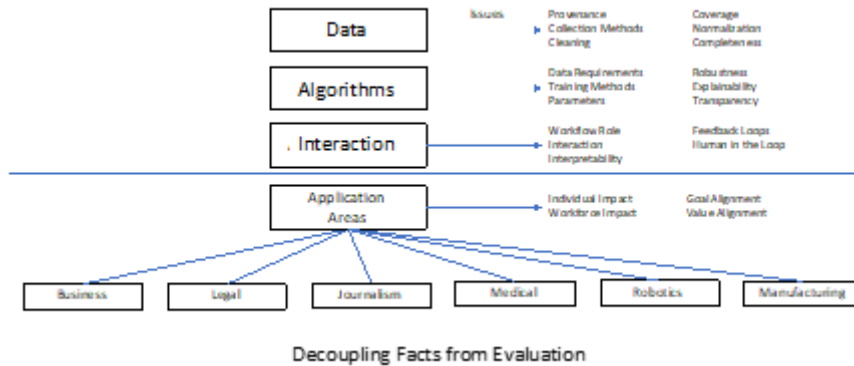 Data
Issues
Provenance
Collection Methods
Cleaning
Coverage
Normalization
Completeness
Algorithms
Data Requirements
Training Methods
Parameters
Robustness
Explainability
Transparency
Interaction
Workflow Role
Interaction
Interpretability
Feedback Loops
Human in the Loop
Application
Areas
Individual Impact
Workforce Impact
Goal Alignment
Value Alignment
Business
Legal
Journalism
Medical
Robotics
Manufacturing
Decoupling Facts from Evaluation